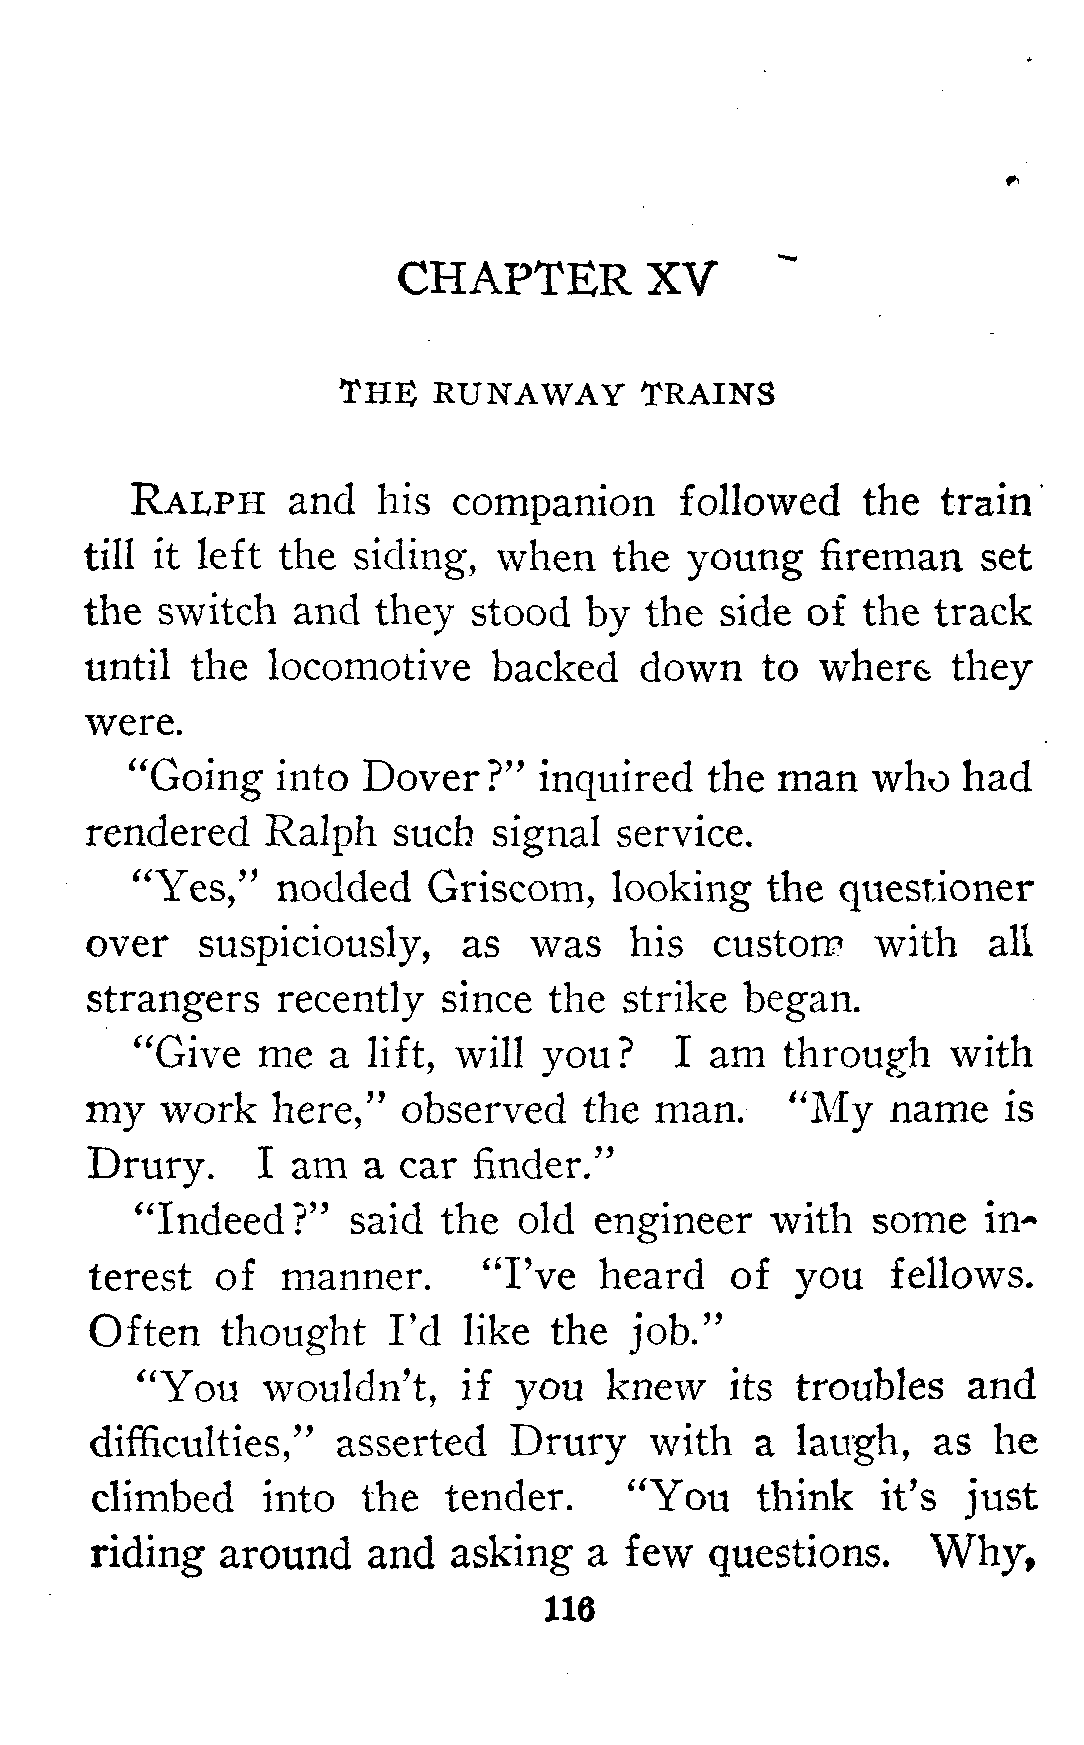 CHAPTER XV
THE RUNAWAY TRAINS
RALPH and his companion followed the train
till it left the siding, when the young fireman set
the switch and they stood by the side of the track
until the locomotive backed down to where they
were.
“Going into Dover?” inquired the man who had
rendered Ralph such signal service.
“Yes,” nodded Griscom, looking the questioner
over suspiciously, as was his custom with all
strangers recently since the strike began.
“Give me a lift, will you? I am through with
my work here,” observed the man. “My name is
Drury. I am a car finder.”
“Indeed?” said the old engineer with some in-
terest of manner. “I’ve heard of you fellows.
Often thought I’d like the job.”
“You wouldn’t, if you knew its troubles and
difficulties,” asserted Drury with a laugh, as he
climbed into the tender. “You think it’s just
riding around and asking a few questions. Why,
116